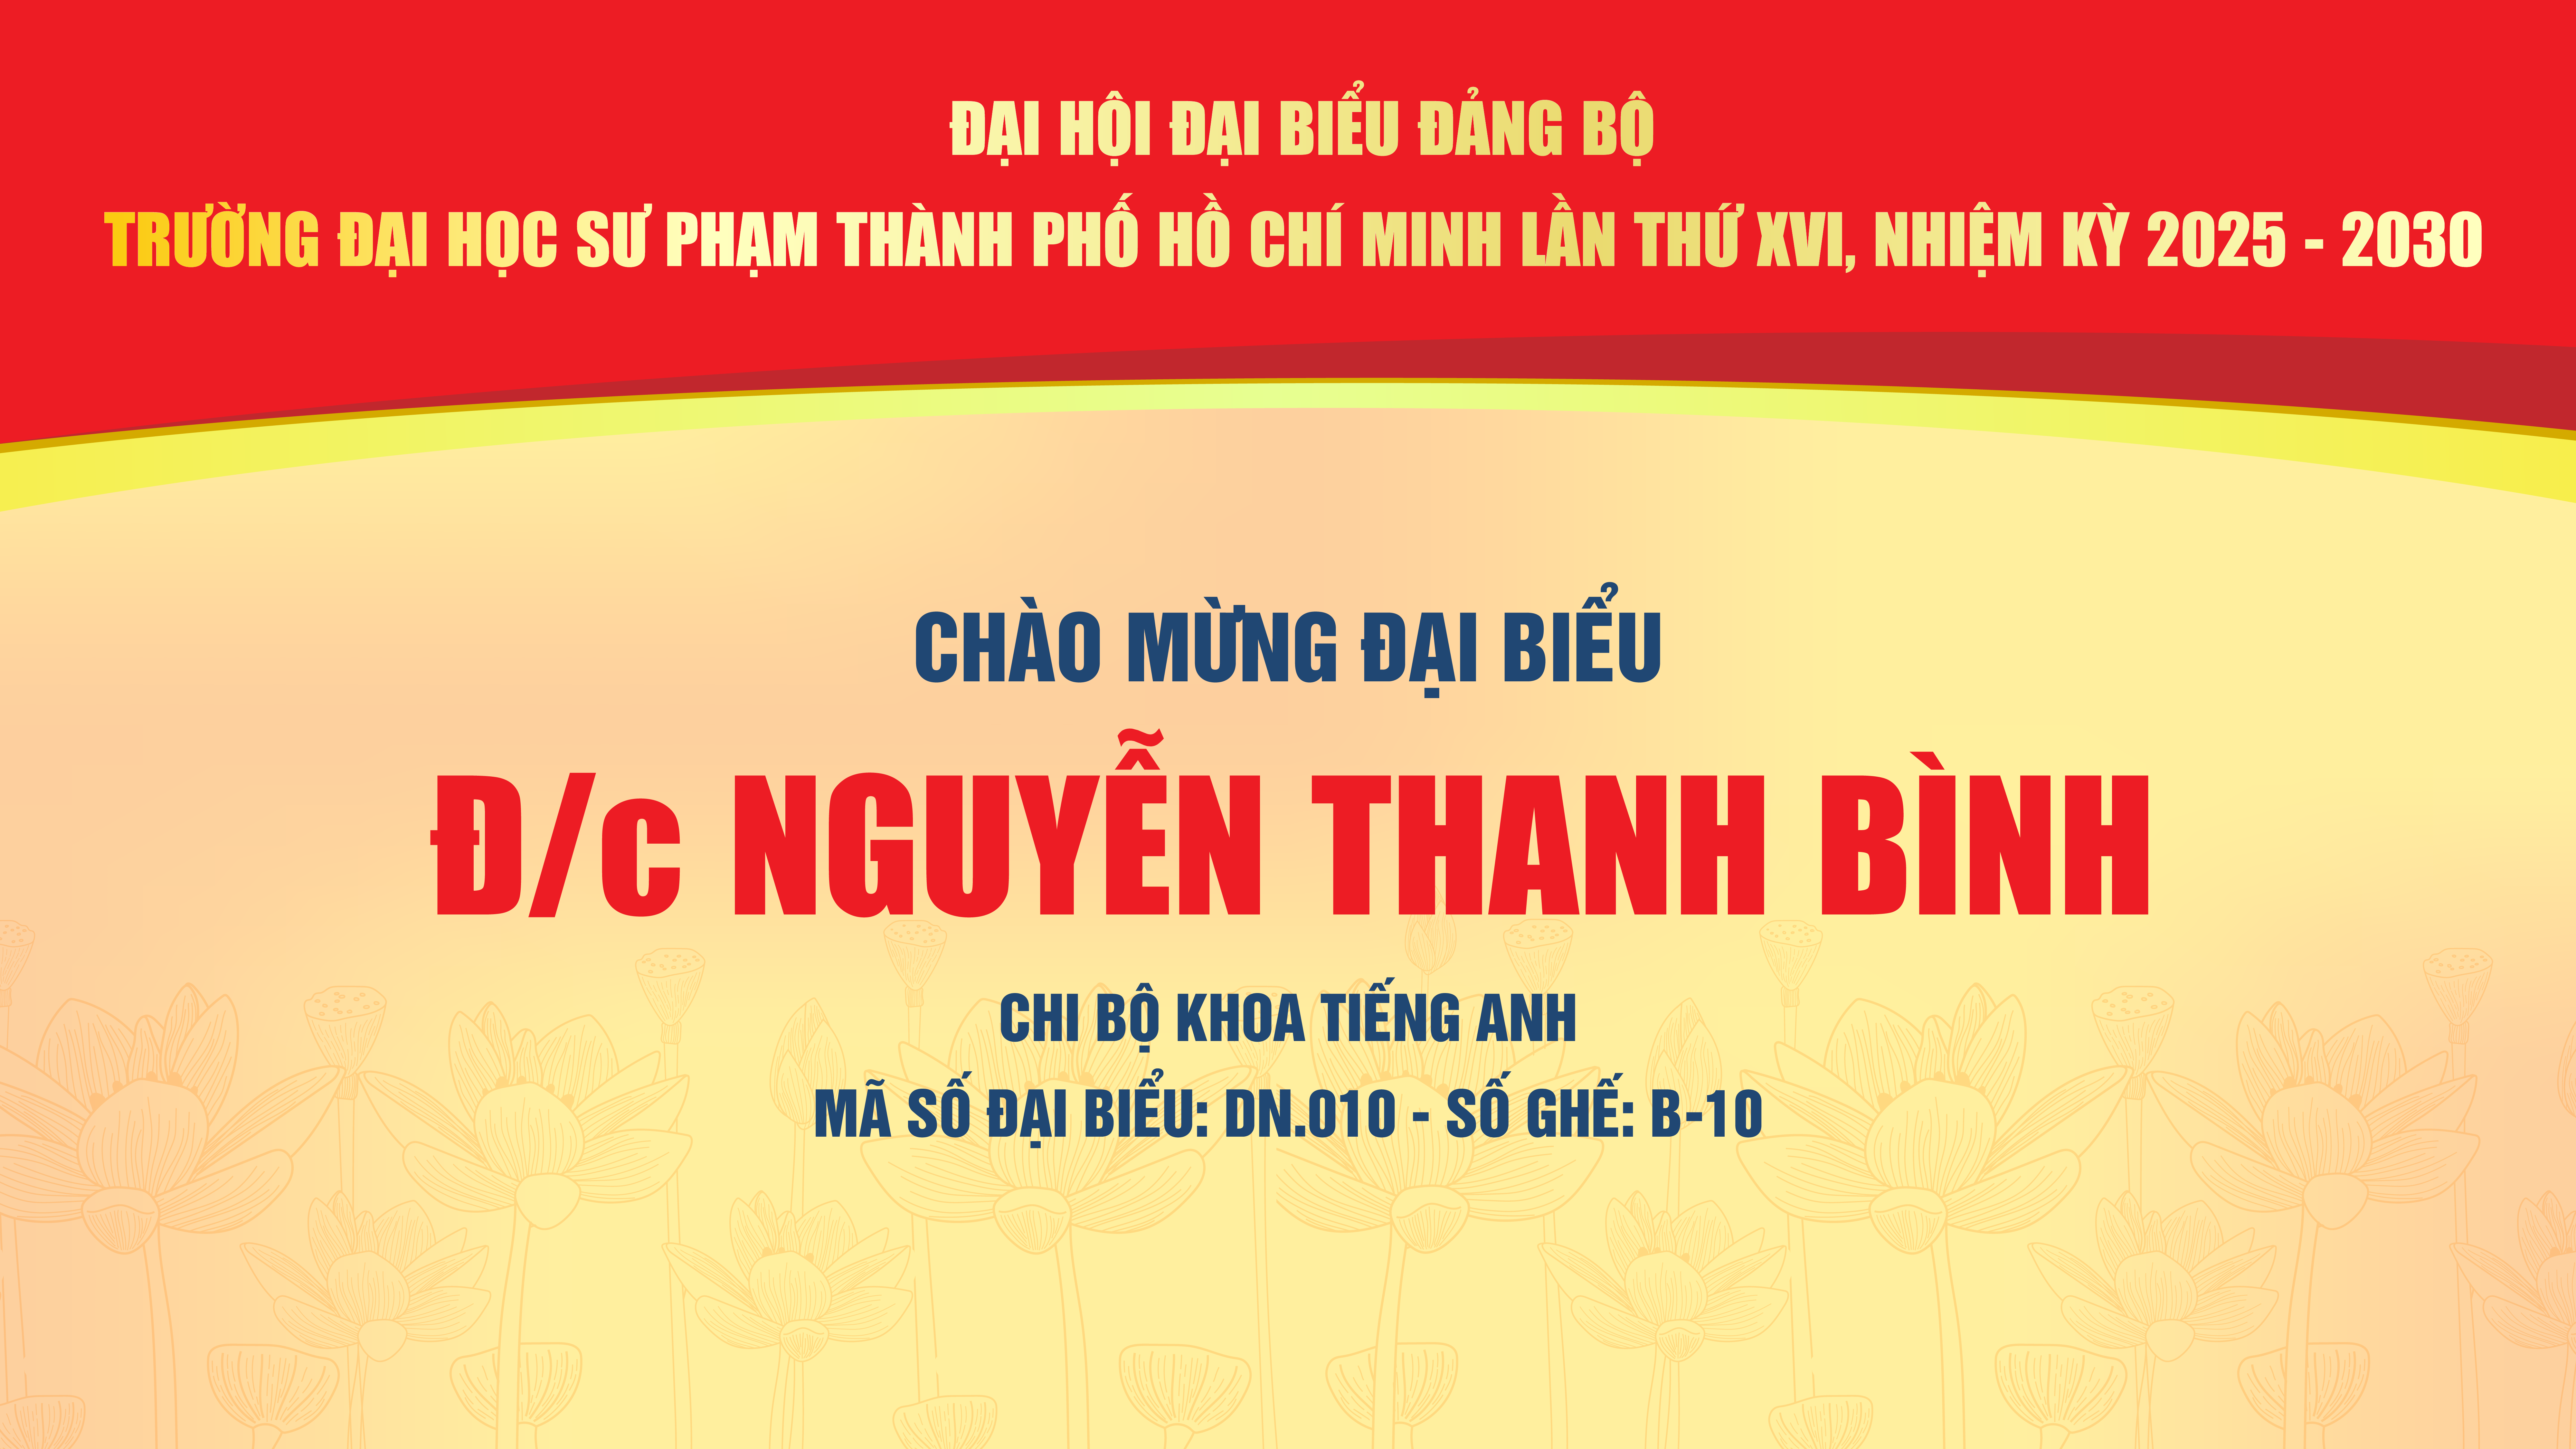 ĐẠI HỘI ĐẠI BIỂU ĐẢNG BỘ
TRƯỜNG ĐẠI HỌC SƯ PHẠM THÀNH PHỐ HỒ CHÍ MINH LẦN THỨ XVI, NHIỆM KỲ 2025 - 2030
CHÀO MỪNG ĐẠI BIỂU
Đ/c NGUYỄN THANH BÌNH
CHI BỘ KHOA TIẾNG ANH
MÃ SỐ ĐẠI BIỂU: DN.010 - SỐ GHẾ: B-10